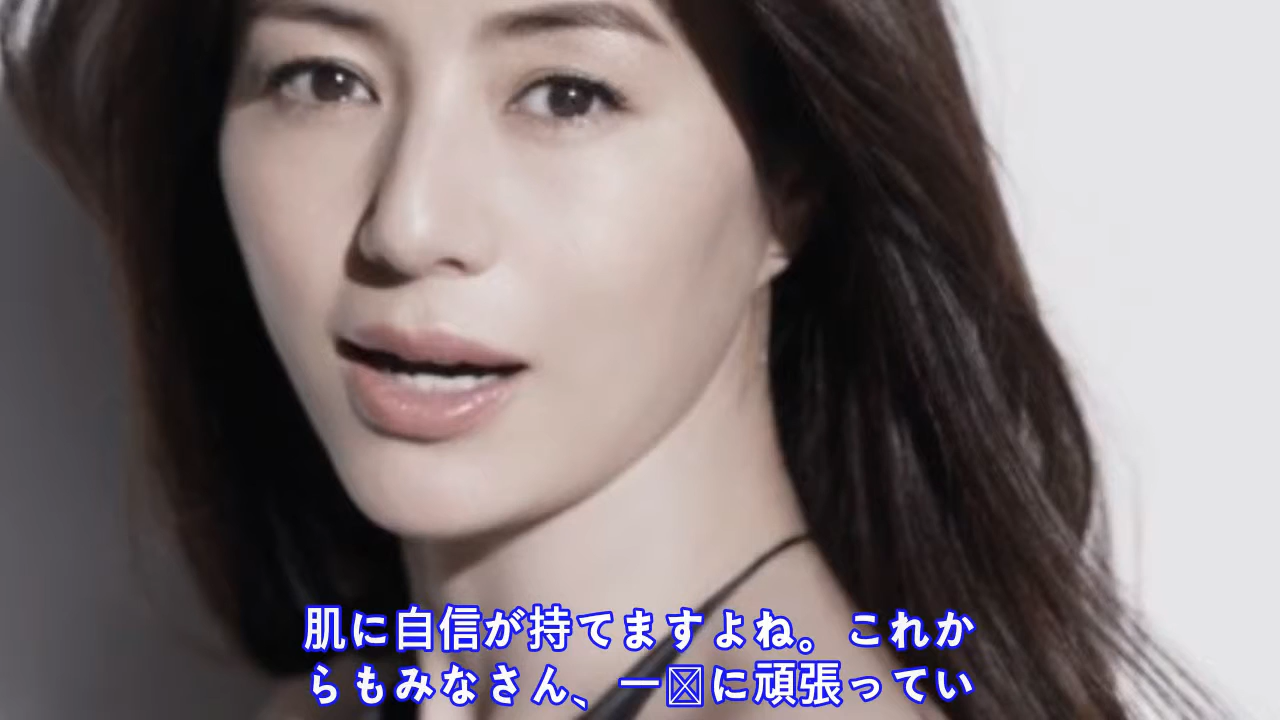 肌に自信が持てますよね。これか
らもみなさん、一〼に頑張ってい